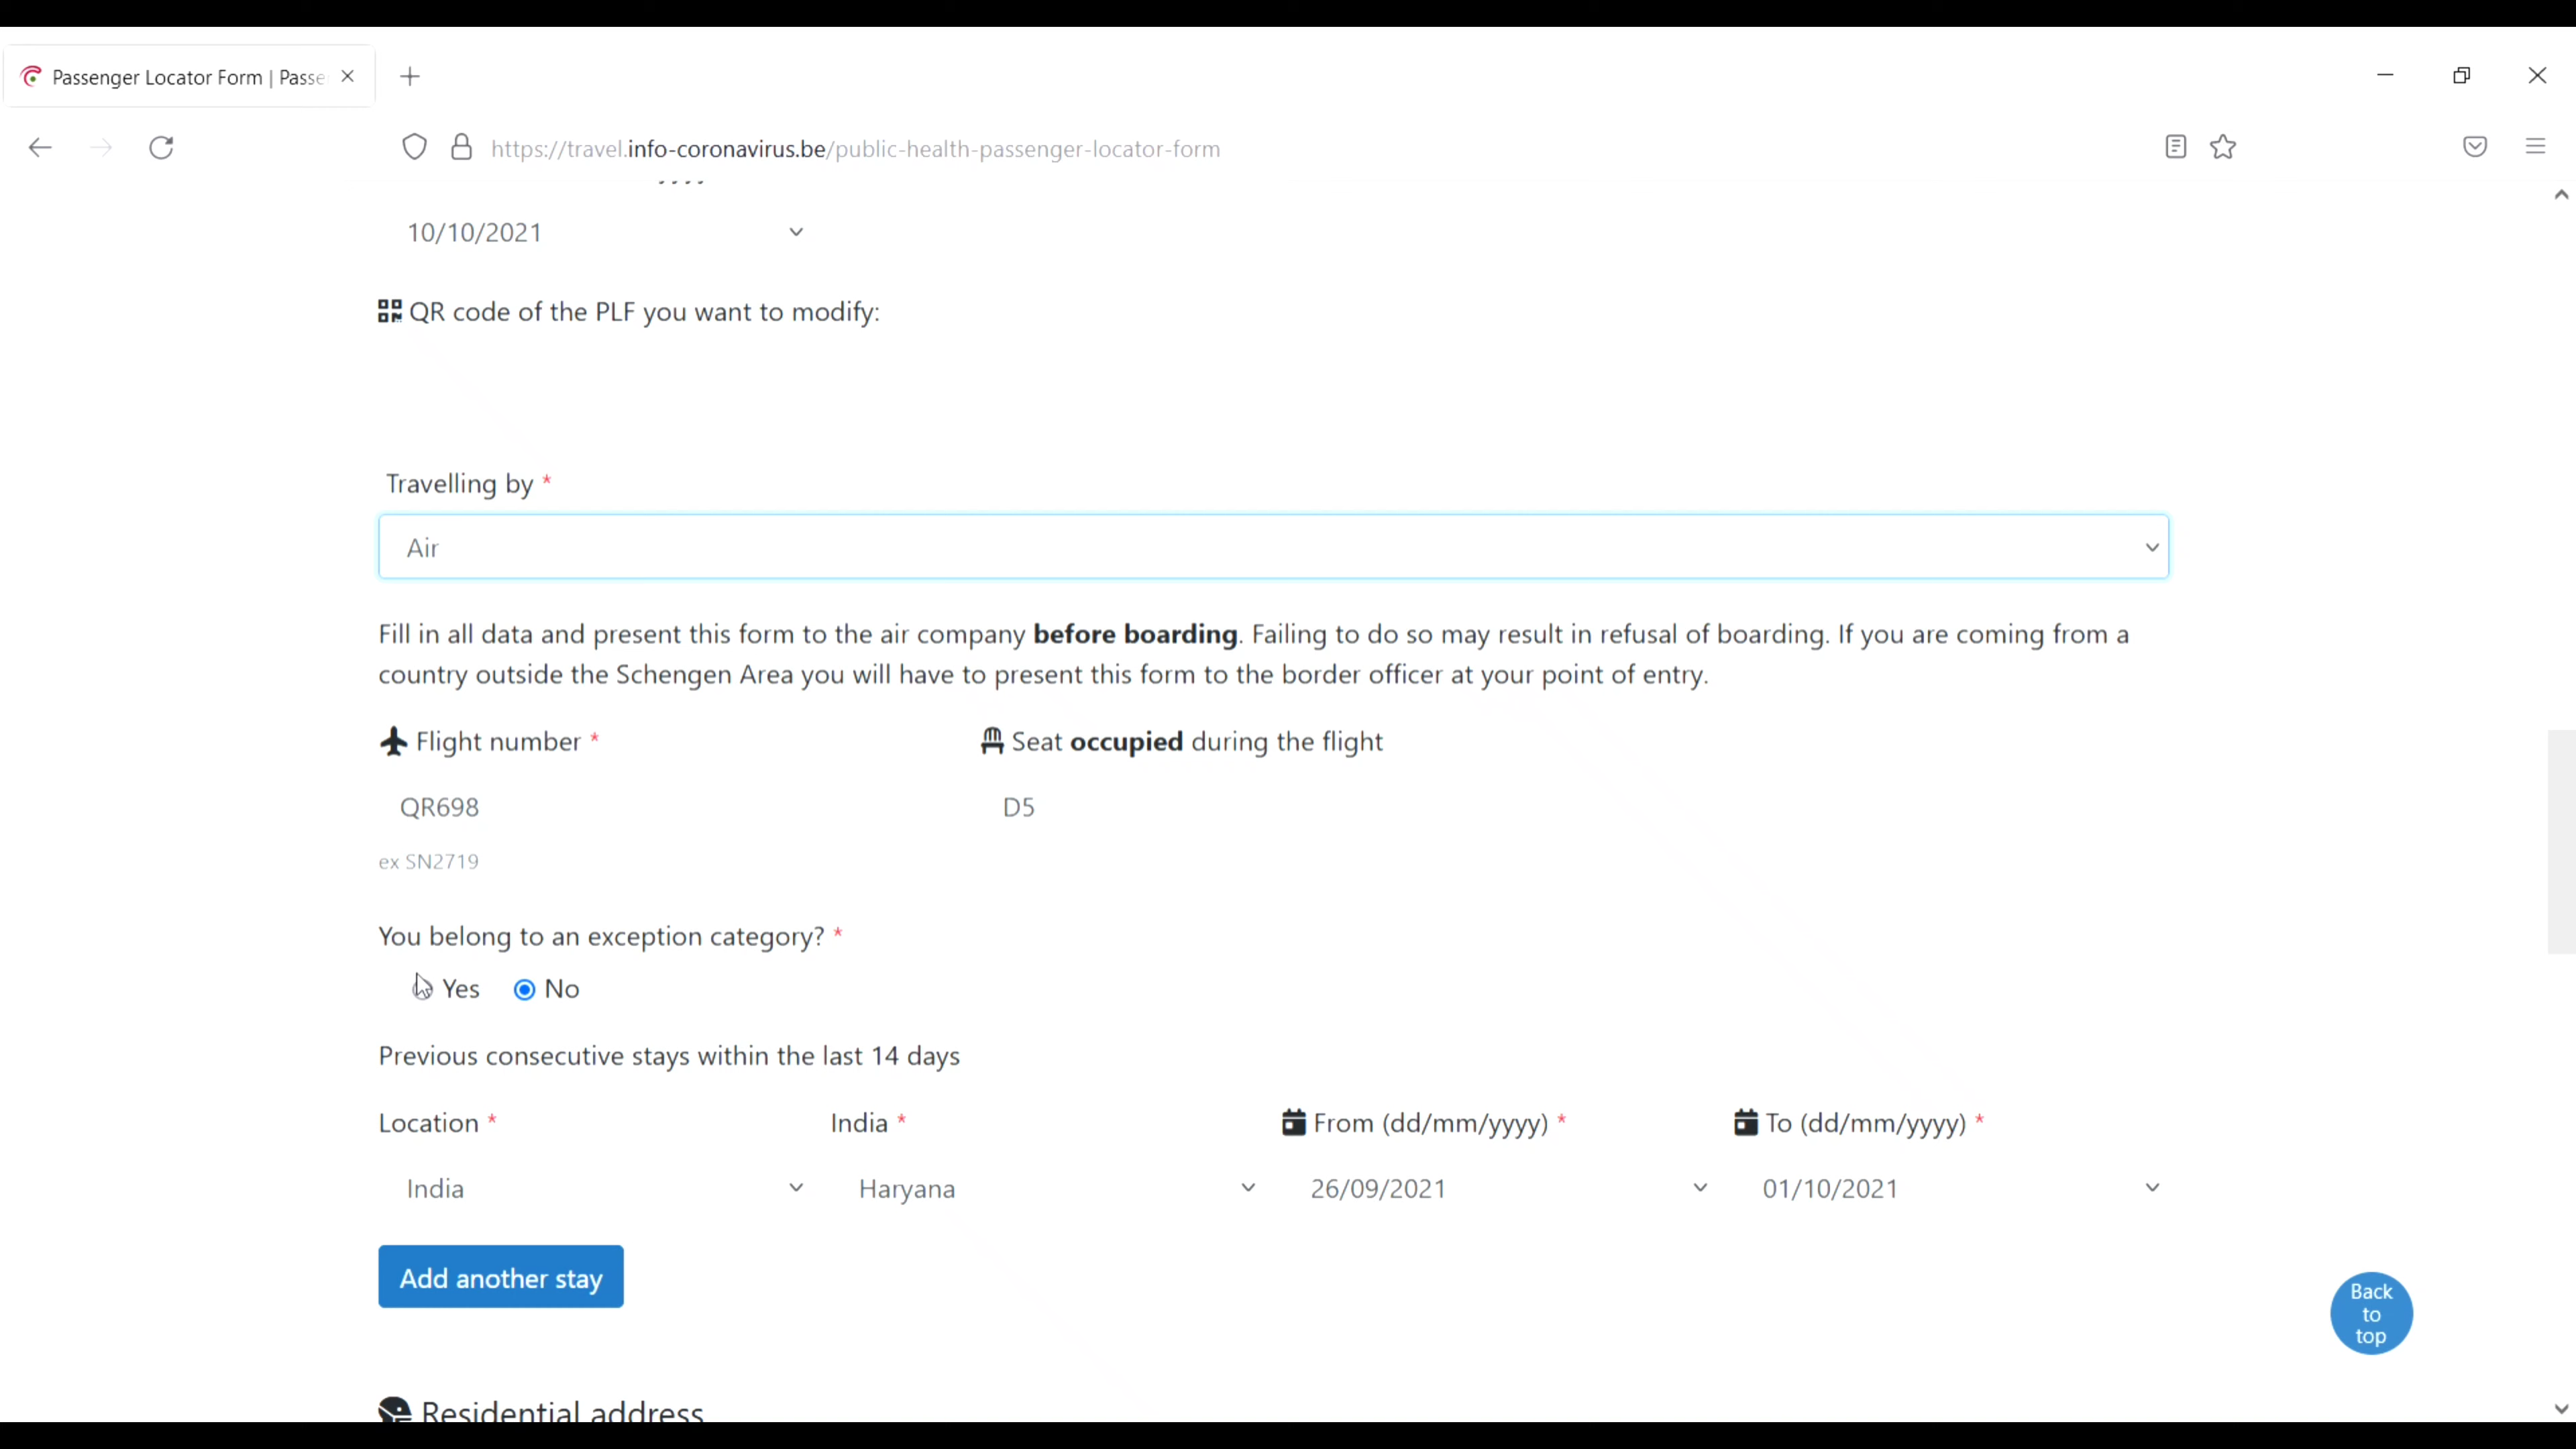 Passenger Locator Form | Passe
https://travel.info-coronavirus.be/public-health-passenger-locator-form
10/10/2021
QR code of the PLF you want to modify:
Travelling by *
Air
Fill in all data and present this form to the air company before boarding. Failing to do so may result in refusal of boarding. If you are coming from a
country outside the Schengen Area you will have to present this form to the border officer at your point of entry.
Flight number * Seat occupied during the flight
QR698 D5
ex SN2719
You belong to an exception category? *
Yes No
Previous consecutive stays within the last 14 days
Location * India * From (dd/mm/yyyy) * To (dd/mm/yyyy) *
India Haryana 26/09/2021 01/10/2021
Add another stay
Back
to
top
Residential address